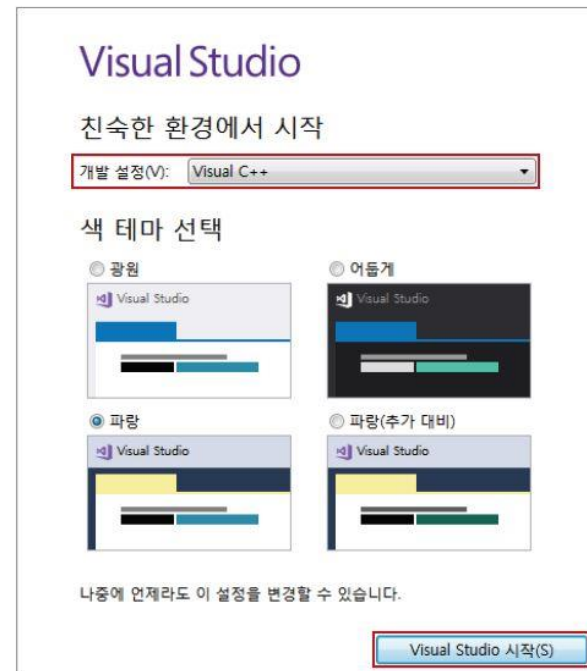 Visual Studio
친숙한 환경에서 시작
개발 설정(V): Visual C++
색 테마 선택
광원 어둡게
Visual Studio Visual Studio
파랑 파랑(추가 대비)
Visual Studio Visual Studio
나중에 언제라도 이 설정을 변경할 수 있습니다.
Visual Studio 시작(S)